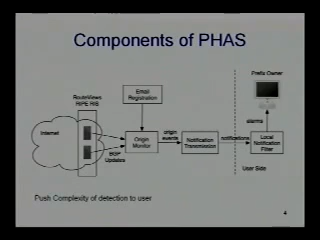 Components of PHAS
Prefix Owner
Email
Registration
RouteViews
RIPE RIS
alarms
Internet
origin
events
notifications
Origin
Monitor
Notification
Transmission
Local
Notification
Filter
BGP
Updates
User Side
Push Complexity of detection to user
4